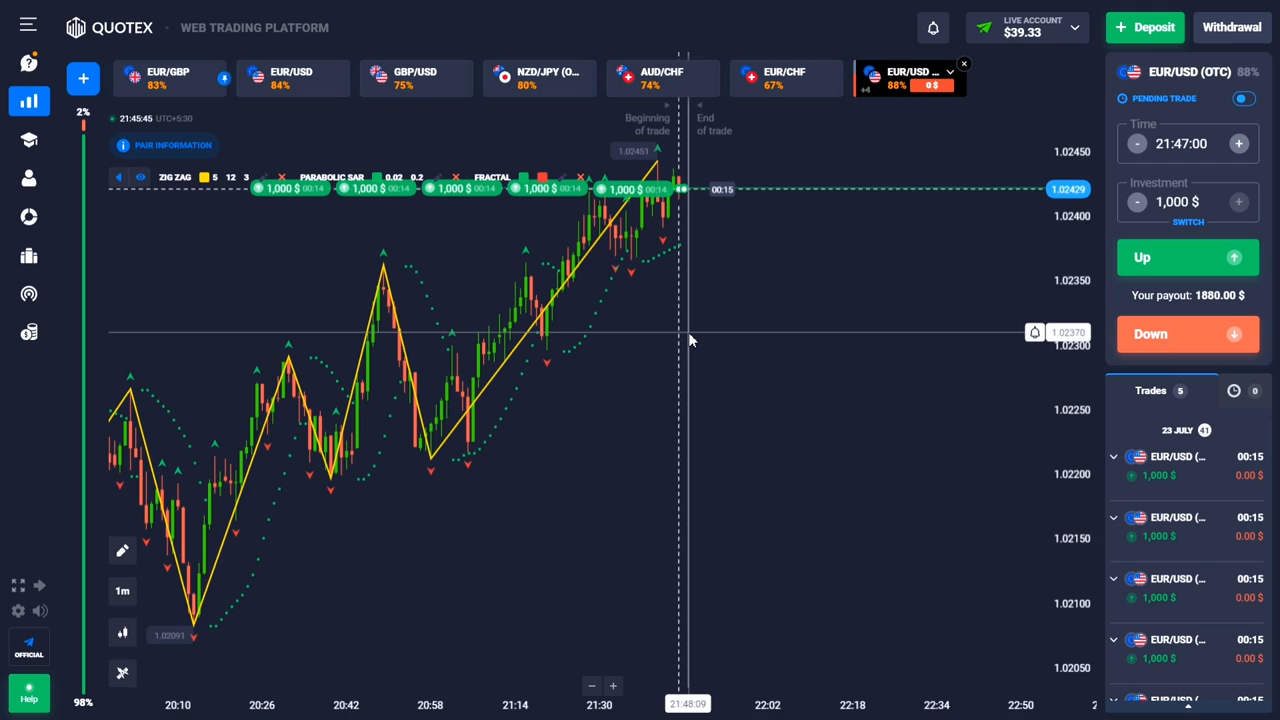 QUOTEX
WEB TRADING PLATFORM
LIVE ACCOUNT
$39.33
+ Deposit
Withdrawal
+
EUR/GBP
83%
EUR/USD
84%
GBP/USD
75%
NZD/JPY (O...
80%
AUD/CHF
74%
EUR/CHF
67%
EUR/USD ...
+4
88%
0 $
EUR/USD (OTC) 88%
PENDING TRADE
Time
- 21:47:00 +
Investment
- 1,000 $ +
SWITCH
Up
Your payout: 1880.00 $
Down
Trades 5
0
23 JULY 41
EUR/USD (... 00:15
1,000 $ 0.00 $
EUR/USD (... 00:15
1,000 $ 0.00 $
EUR/USD (... 00:15
1,000 $ 0.00 $
EUR/USD (... 00:15
1,000 $ 0.00 $
2%
98%
21:45:45 UTC+5:30
PAIR INFORMATION
Beginning
of trade
End
of trade
ZIG ZAG 5 12 3
PARABOLIC SAR 0.02 0.2
FRACTAL
1,000 $ 00:14
1,000 $ 00:14
1,000 $ 00:14
1,000 $ 00:14
1,000 $ 00:14
00:15
1.02451
1.02091
1.02450
1.02429
1.02400
1.02350
1.02370
1.02300
1.02250
1.02200
1.02150
1.02100
1.02050
1m
OFFICIAL
Help
20:10
20:26
20:42
20:58
21:14
21:30
21:48:09
22:02
22:18
22:34
22:50
2